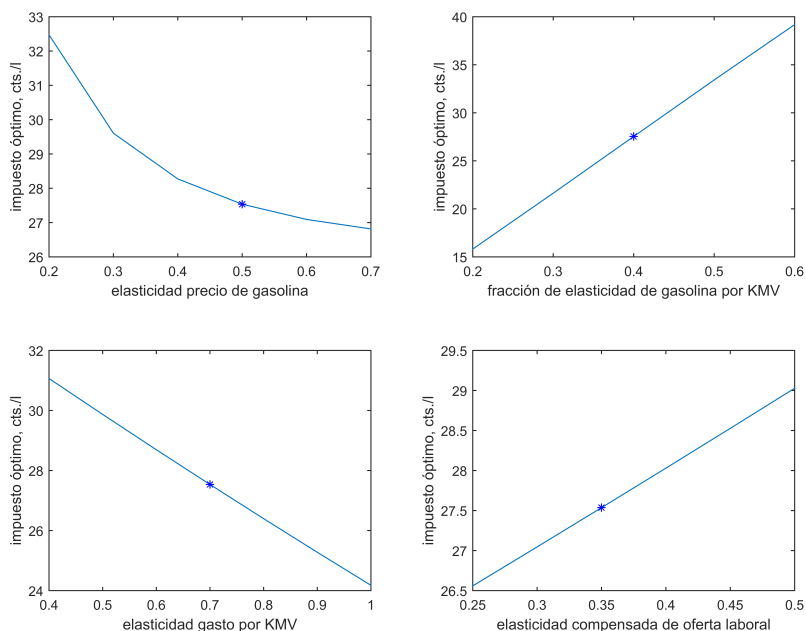 33
32
31
30
29
28
27
26
impuesto óptimo, cts./l
0.2 0.3 0.4 0.5 0.6 0.7
elasticidad precio de gasolina
40
35
30
25
20
15
impuesto óptimo, cts./l
0.2 0.3 0.4 0.5 0.6
fracción de elasticidad de gasolina por KMV
32
30
28
26
24
impuesto óptimo, cts./l
0.4 0.5 0.6 0.7 0.8 0.9 1
elasticidad gasto por KMV
29.5
29
28.5
28
27.5
27
26.5
impuesto óptimo, cts./l
0.25 0.3 0.35 0.4 0.45 0.5
elasticidad compensada de oferta laboral